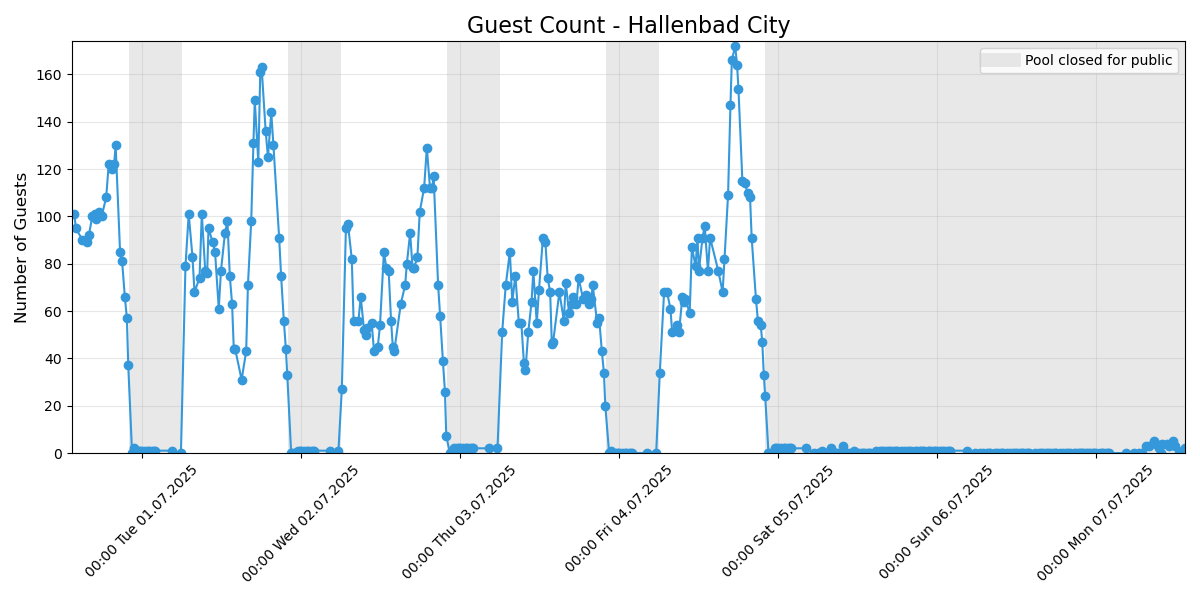 Guest Count - Hallenbad City
Pool closed for public
Number of Guests
160
140
120
100
80
60
40
20
0
00:00 Tue 01.07.2025
00:00 Wed 02.07.2025
00:00 Thu 03.07.2025
00:00 Fri 04.07.2025
00:00 Sat 05.07.2025
00:00 Sun 06.07.2025
00:00 Mon 07.07.2025